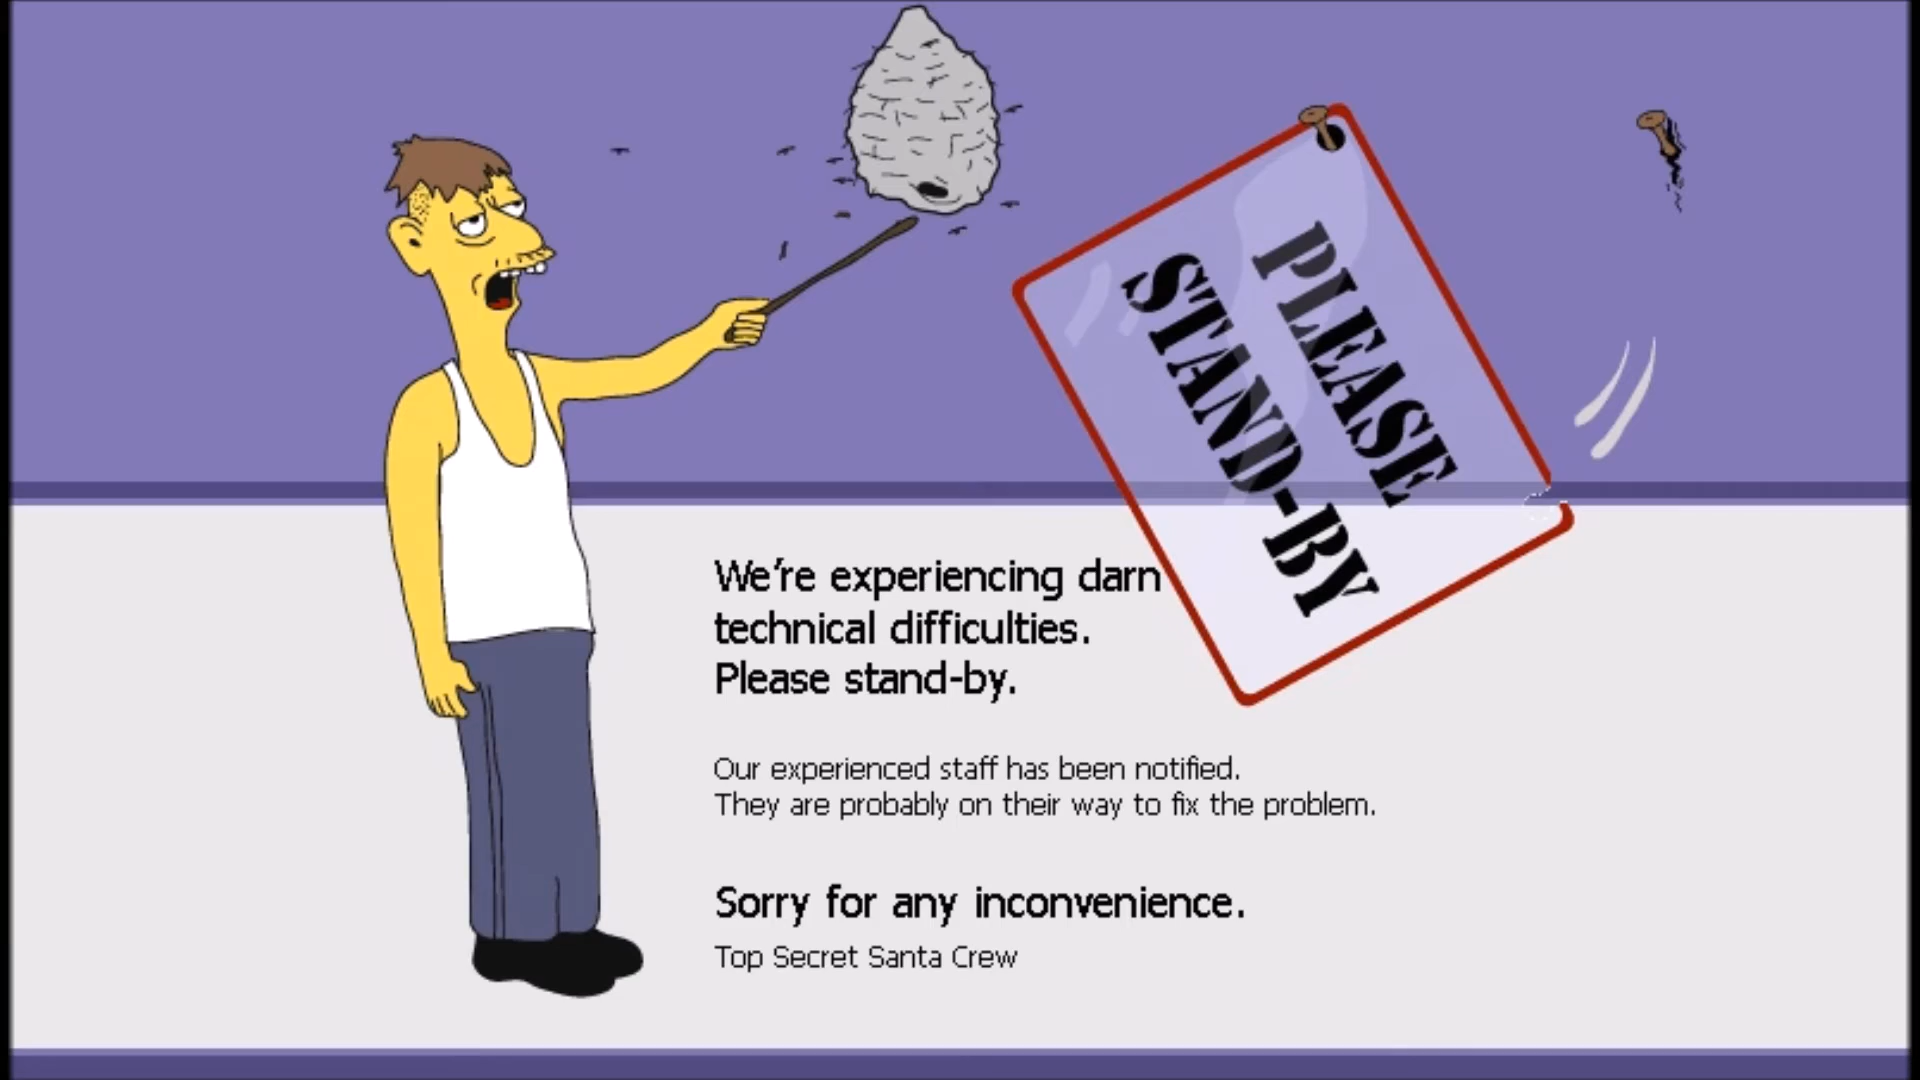 PLEASE
STAND-BY
We're experiencing darn
technical difficulties.
Please stand-by.
Our experienced staff has been notified.
They are probably on their way to fix the problem.
Sorry for any inconvenience.
Top Secret Santa Crew